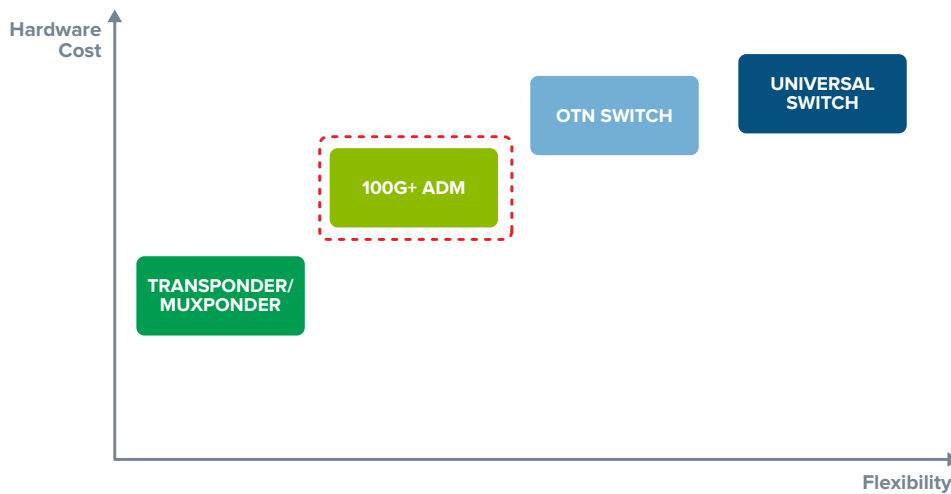 Hardware
Cost
UNIVERSAL
SWITCH
OTN SWITCH
100G+ ADM
TRANSPONDER/
MUXPONDER
Flexibility